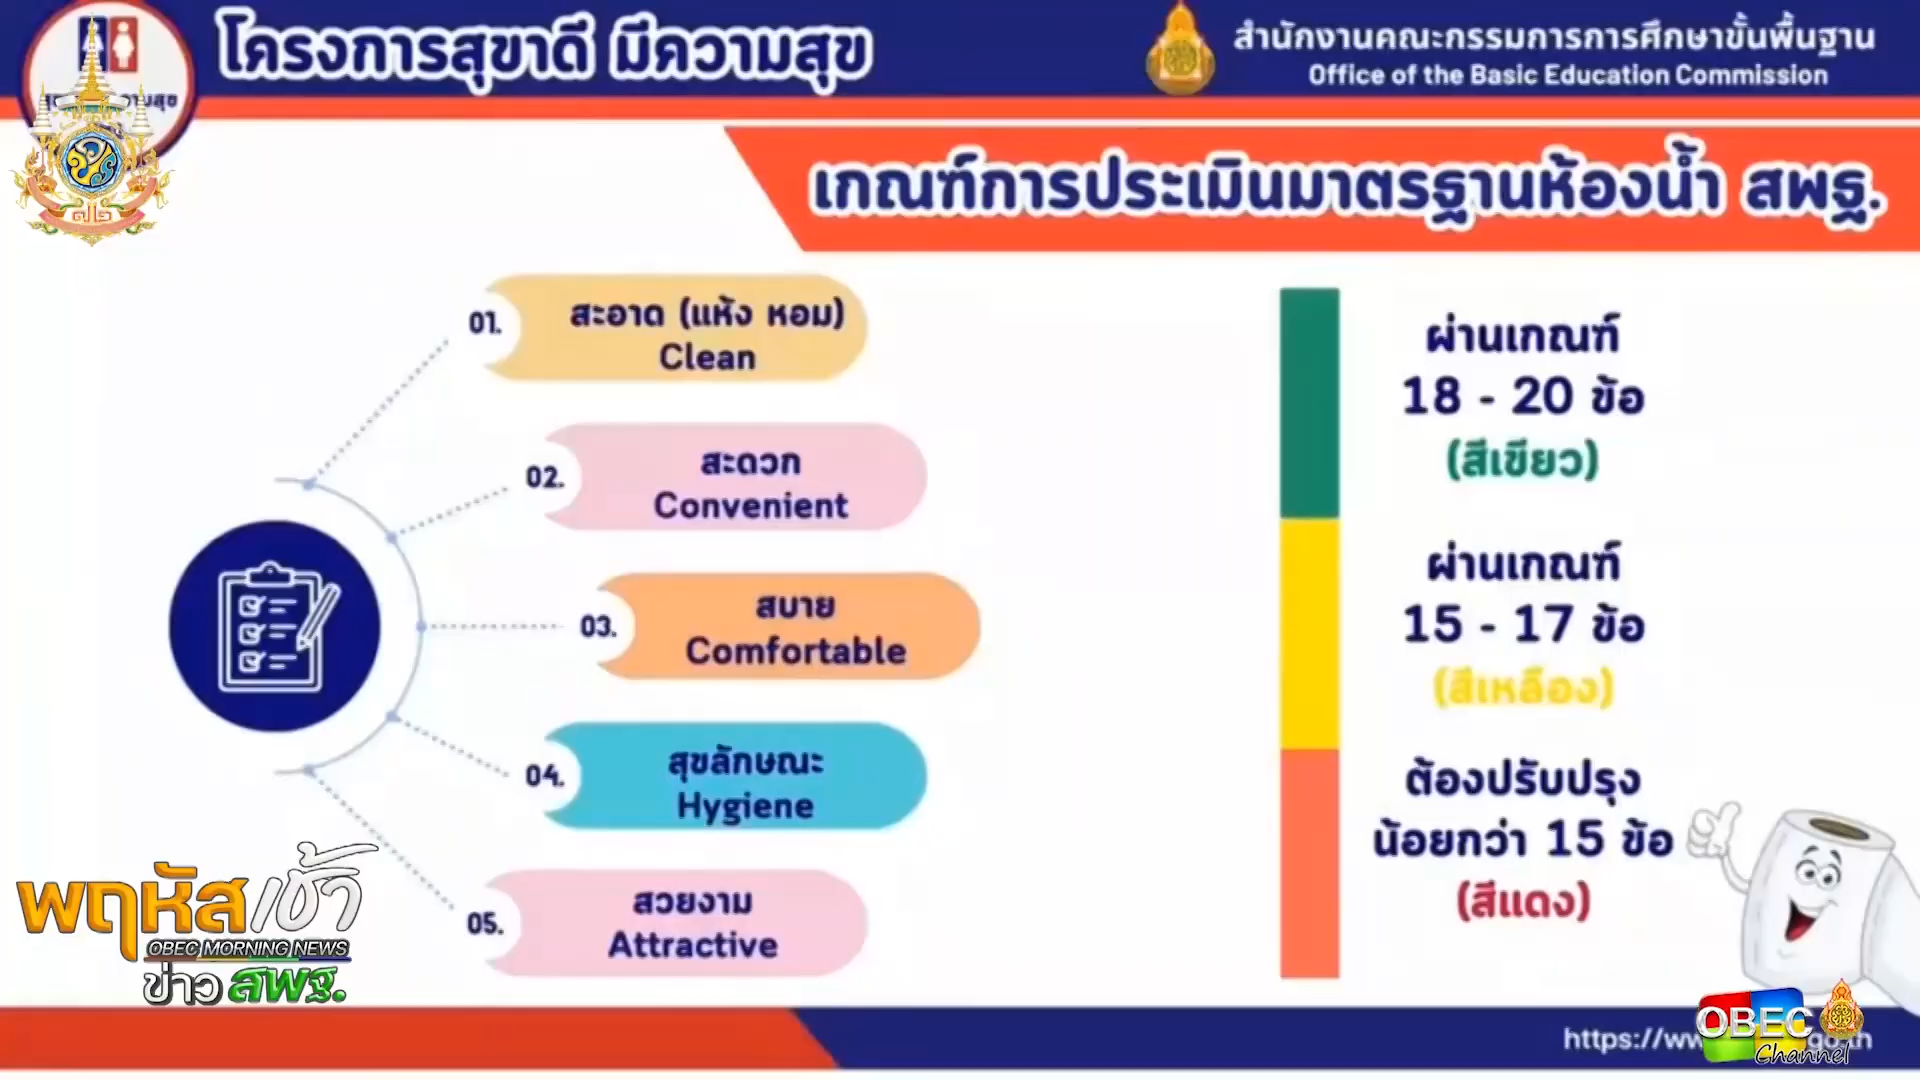 โครงการสุขาดี มีความสุข
สำนักงานคณะกรรมการการศึกษาขั้นพื้นฐาน
Office of the Basic Education Commission
เกณฑ์การประเมินมาตรฐานห้องน้ำ สพฐ.
๗๒
01.
สะอาด (แห้ง หอม)
Clean
02.
สะดวก
Convenient
03.
สบาย
Comfortable
04.
สุขลักษณะ
Hygiene
05.
สวยงาม
Attractive
ผ่านเกณฑ์
18 - 20 ข้อ
(สีเขียว)
ผ่านเกณฑ์
15 - 17 ข้อ
(สีเหลือง)
ต้องปรับปรุง
น้อยกว่า 15 ข้อ
(สีแดง)
พฤหัสเช้า
OBEC MORNING NEWS
ข่าว สพฐ.
OBEC
Channel